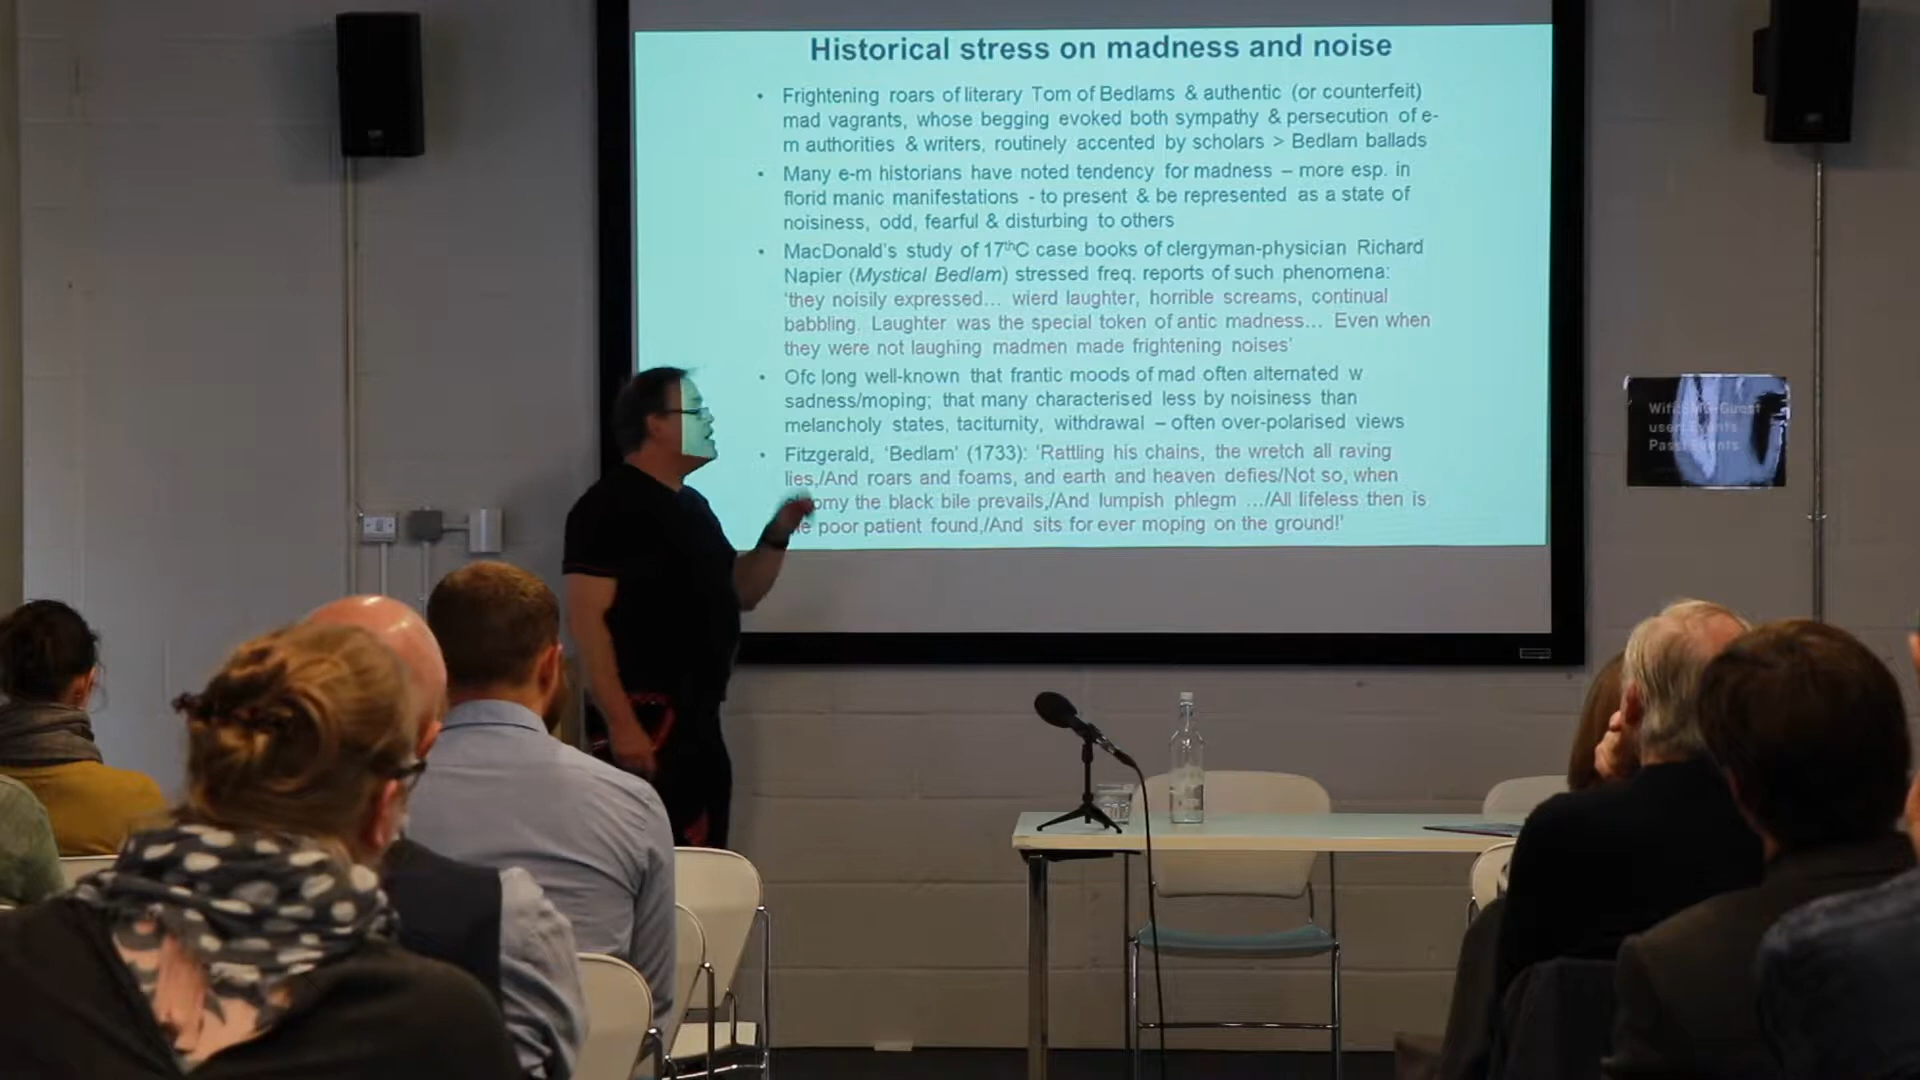 Historical stress on madness and noise
• Frightening roars of literary Tom of Bedlams & authentic (or counterfeit)
mad vagrants, whose begging evoked both sympathy & persecution of e-
m authorities & writers, routinely accented by scholars > Bedlam ballads
• Many e-m historians have noted tendency for madness – more esp. in
florid manic manifestations - to present & be represented as a state of
noisiness, odd, fearful & disturbing to others
• MacDonald's study of 17thC case books of clergyman-physician Richard
Napier (Mystical Bedlam) stressed freq. reports of such phenomena:
'they noisily expressed… wierd laughter, horrible screams, continual
babbling. Laughter was the special token of antic madness… Even when
they were not laughing madmen made frightening noises'
• Ofc long well-known that frantic moods of mad often alternated w
sadness/moping; that many characterised less by noisiness than
melancholy states, taciturnity, withdrawal – often over-polarised views
• Fitzgerald, 'Bedlam' (1733): 'Rattling his chains, the wretch all raving
lies,/And roars and foams, and earth and heaven defies/Not so, when
the black bile prevails,/And lumpish phlegm …/All lifeless then is
poor patient found,/And sits for ever moping on the ground!'